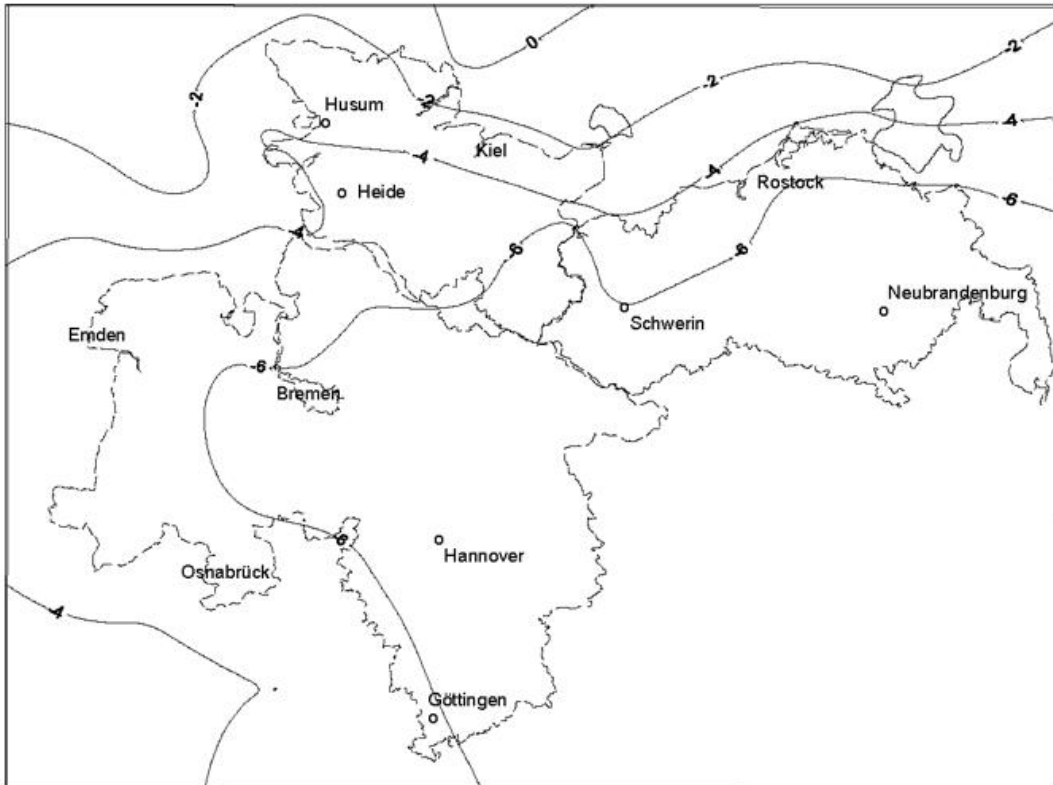 0
-2
-2
-2
-2
Husum
-4
-4
Kiel
-4
Heide
Rostock
-6
-4
-6
-6
Neubrandenburg
Schwerin
Emden
-6
Bremen
-6
Hannover
Osnabrück
-4
Göttingen